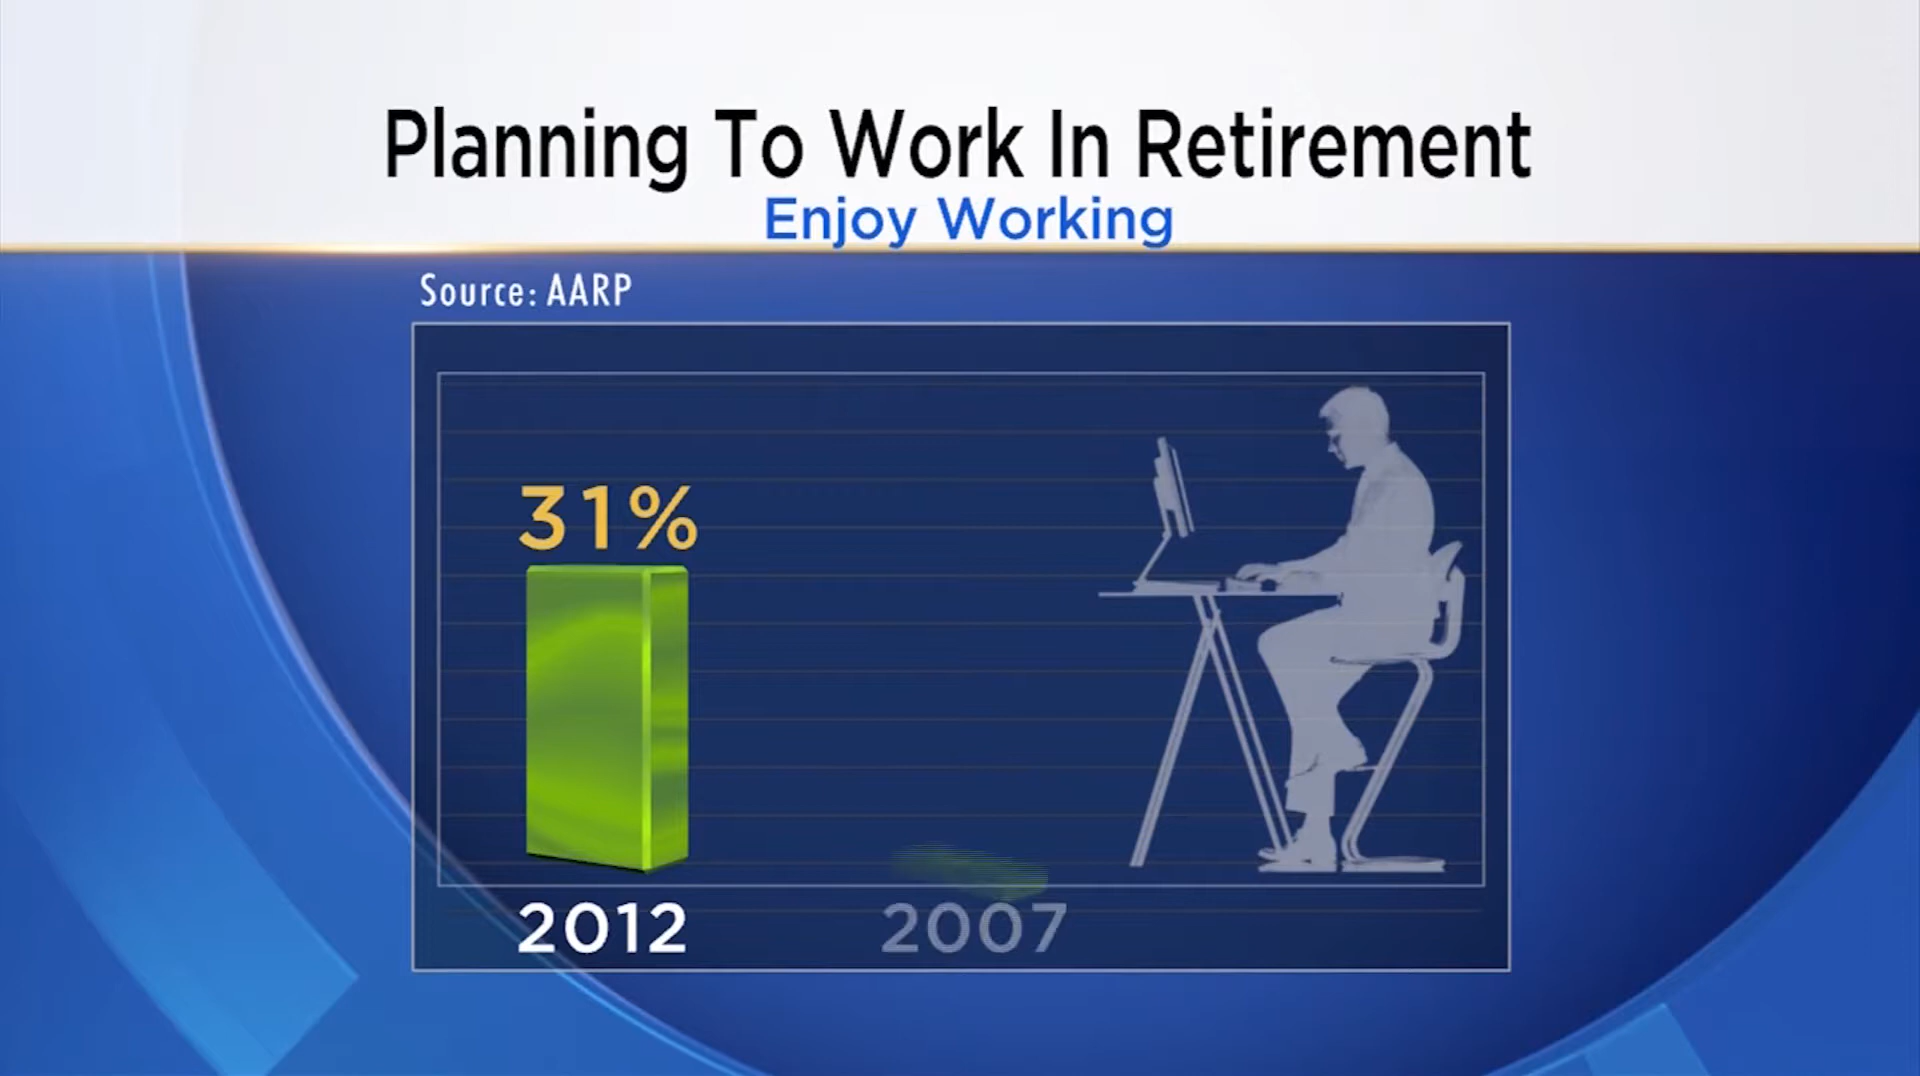 Planning To Work In Retirement
Enjoy Working
Source: AARP
31%
2012 2007